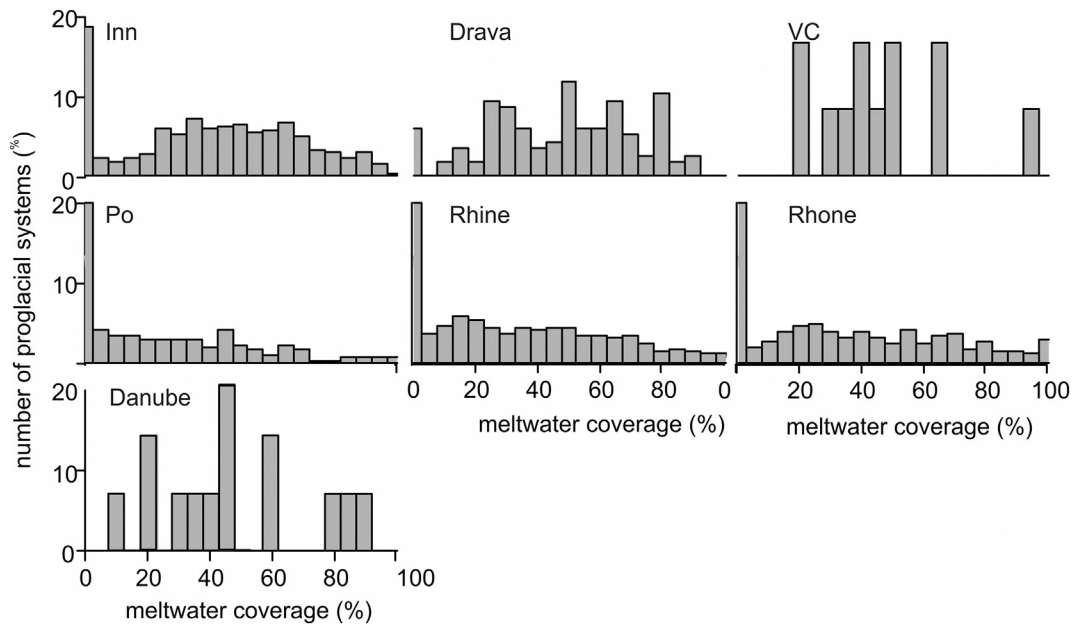 20
Inn
Drava
VC
10
0
20
Po
Rhine
Rhone
10
0 20 40 60 80 0
20 40 60 80 100
meltwater coverage (%)
meltwater coverage (%)
number of proglacial systems (%)
20
Danube
10
0
0 20 40 60 80 100
meltwater coverage (%)